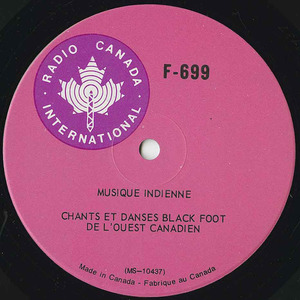 RADIO CANADA
INTERNATIONAL
F-699
MUSIQUE INDIENNE
CHANTS ET DANSES BLACK FOOT
DE L'OUEST CANADIEN
(MS-10437)
Made in Canada - Fabrique au Canada